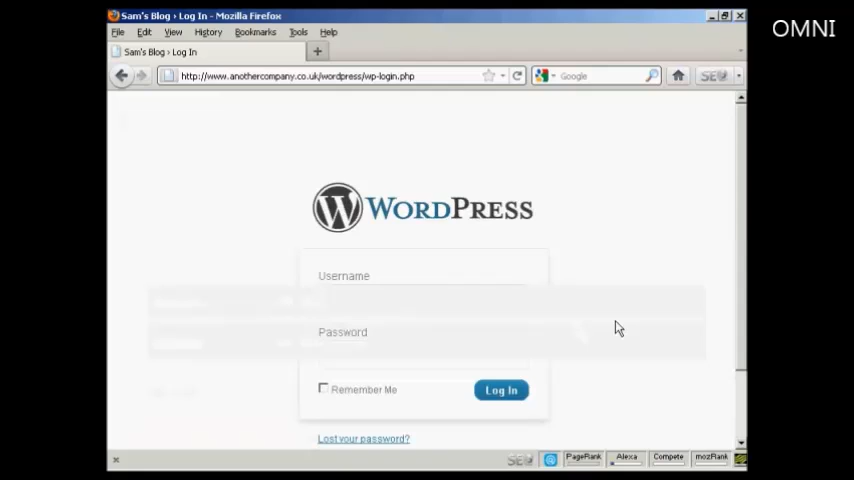 OMNI
Sam's Blog › Log In - Mozilla Firefox
File Edit View History Bookmarks Tools Help
Sam's Blog › Log In
http://www.anothercompany.co.uk/wordpress/wp-login.php
Google
SEO
WORDPRESS
Username
Password
Remember Me
Log In
Lost your password?
SEO PageRank Alexa Compete mozRank